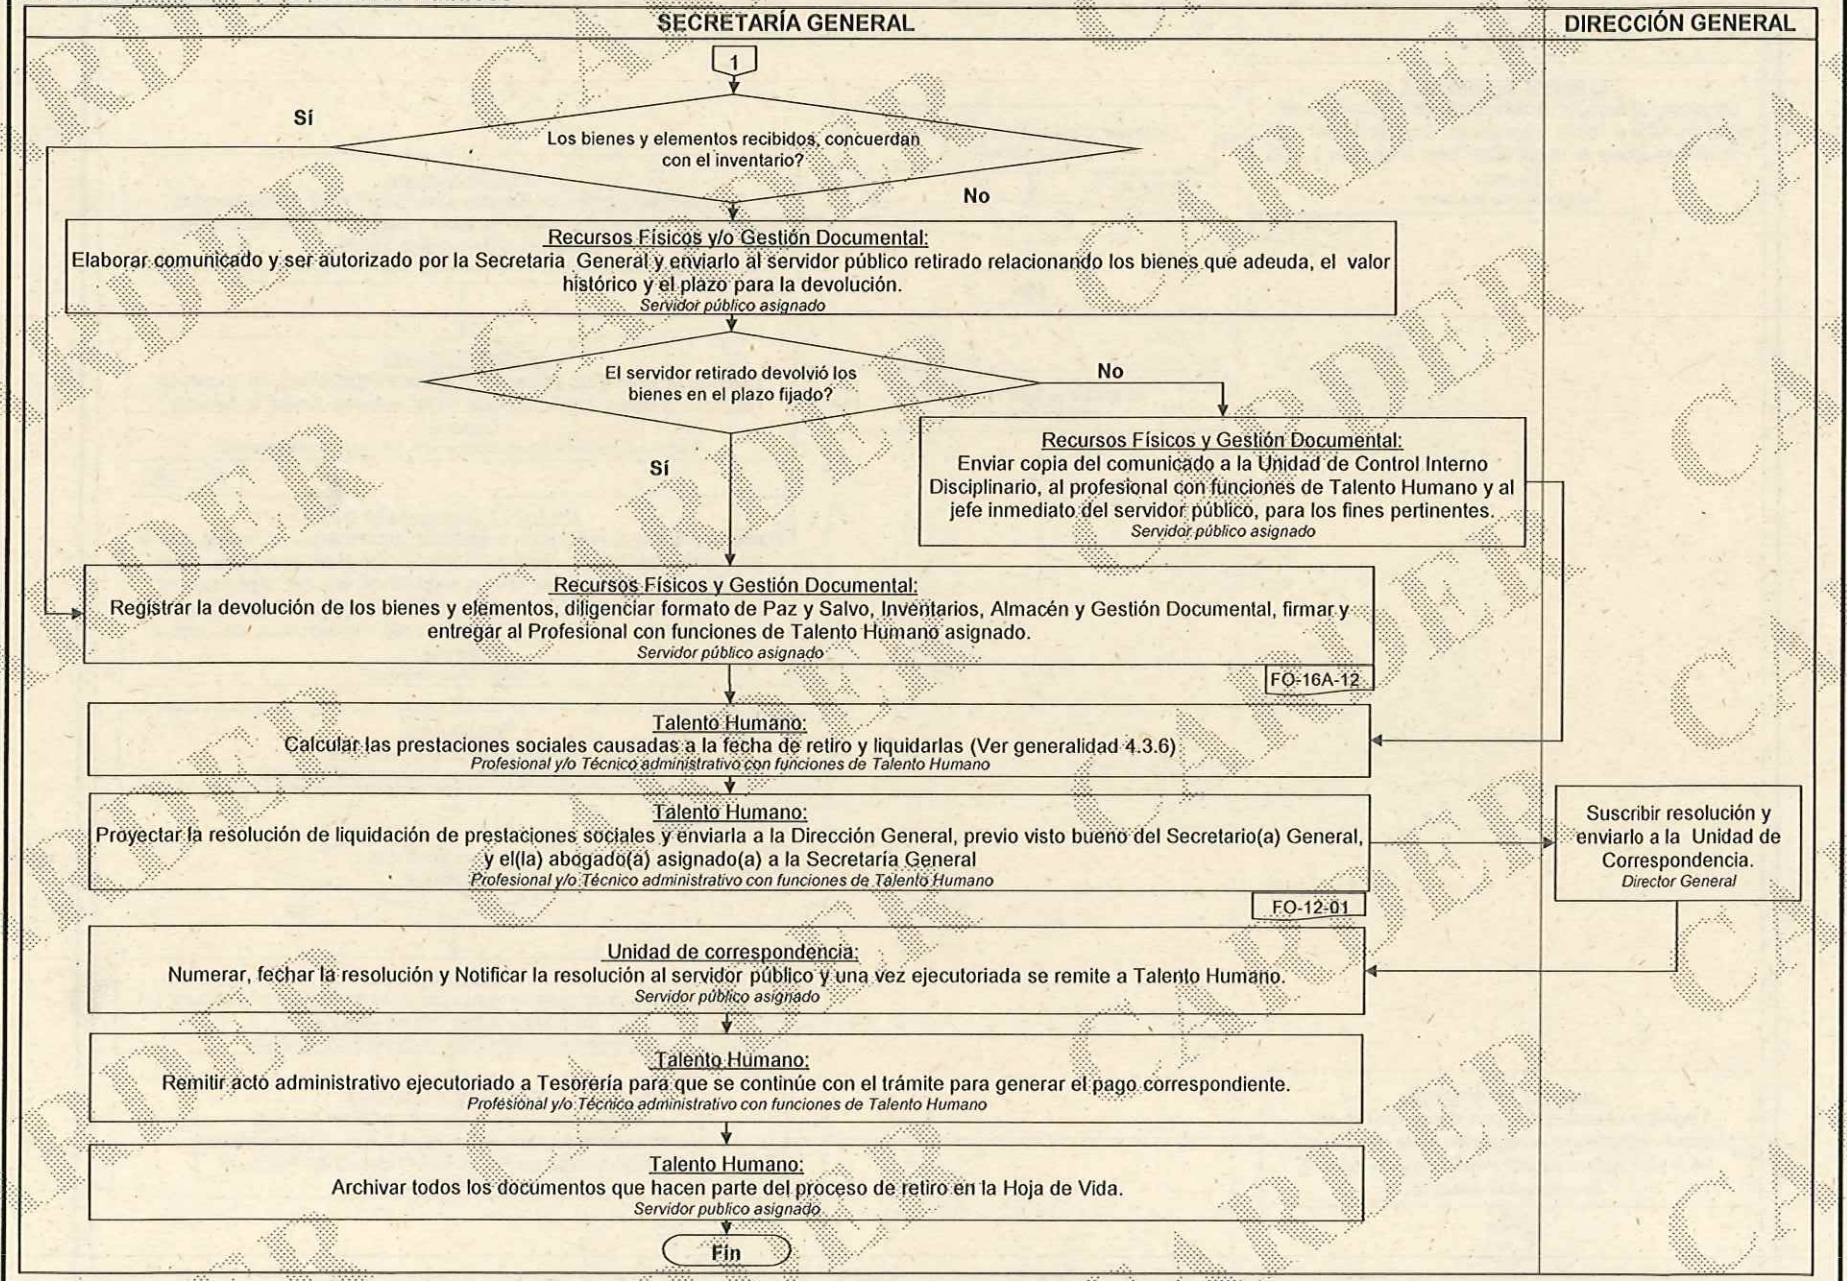 SECRETARÍA GENERAL
DIRECCIÓN GENERAL
1
Sí
Los bienes y elementos recibidos, concuerdan
con el inventario?
No
Recursos Físicos y/o Gestión Documental:
Elaborar comunicado y ser autorizado por la Secretaria General y enviarlo al servidor público retirado relacionando los bienes que adeuda, el valor
histórico y el plazo para la devolución.
Servidor público asignado
El servidor retirado devolvió los
bienes en el plazo fijado?
No
Sí
Recursos Físicos y Gestión Documental:
Enviar copia del comunicado a la Unidad de Control Interno
Disciplinario, al profesional con funciones de Talento Humano y al
jefe inmediato del servidor público, para los fines pertinentes.
Servidor público asignado
Recursos Físicos y Gestión Documental:
Registrar la devolución de los bienes y elementos, diligenciar formato de Paz y Salvo, Inventarios, Almacén y Gestión Documental, firmar y
entregar al Profesional con funciones de Talento Humano asignado.
Servidor público asignado
FO-16A-12
Talento Humano:
Calcular las prestaciones sociales causadas a la fecha de retiro y liquidarlas (Ver generalidad 4.3.6)
Profesional y/o Técnico administrativo con funciones de Talento Humano
Talento Humano:
Proyectar la resolución de liquidación de prestaciones sociales y enviarla a la Dirección General, previo visto bueno del Secretario(a) General,
y el(la) abogado(a) asignado(a) a la Secretaría General
Profesional y/o Técnico administrativo con funciones de Talento Humano
FO-12-01
Suscribir resolución y
enviarlo a la Unidad de
Correspondencia.
Director General
Unidad de correspondencia:
Numerar, fechar la resolución y Notificar la resolución al servidor público y una vez ejecutoriada se remite a Talento Humano.
Servidor público asignado
Talento Humano:
Remitir acto administrativo ejecutoriado a Tesorería para que se continúe con el trámite para generar el pago correspondiente.
Profesional y/o Técnico administrativo con funciones de Talento Humano
Talento Humano:
Archivar todos los documentos que hacen parte del proceso de retiro en la Hoja de Vida.
Servidor publico asignado
Fin
CARDER